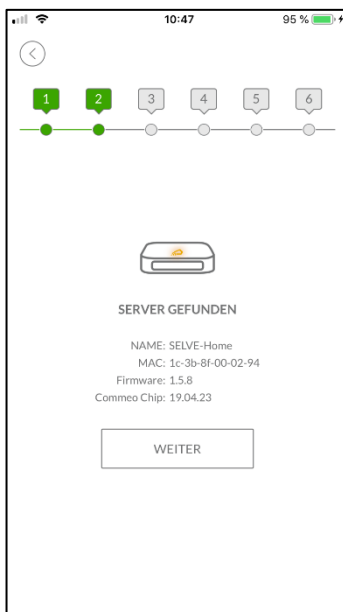 10:47
95 %
1 2 3 4 5 6
SERVER GEFUNDEN
NAME: SELVE-Home
MAC: 1c-3b-8f-00-02-94
Firmware: 1.5.8
Commeo Chip: 19.04.23
WEITER